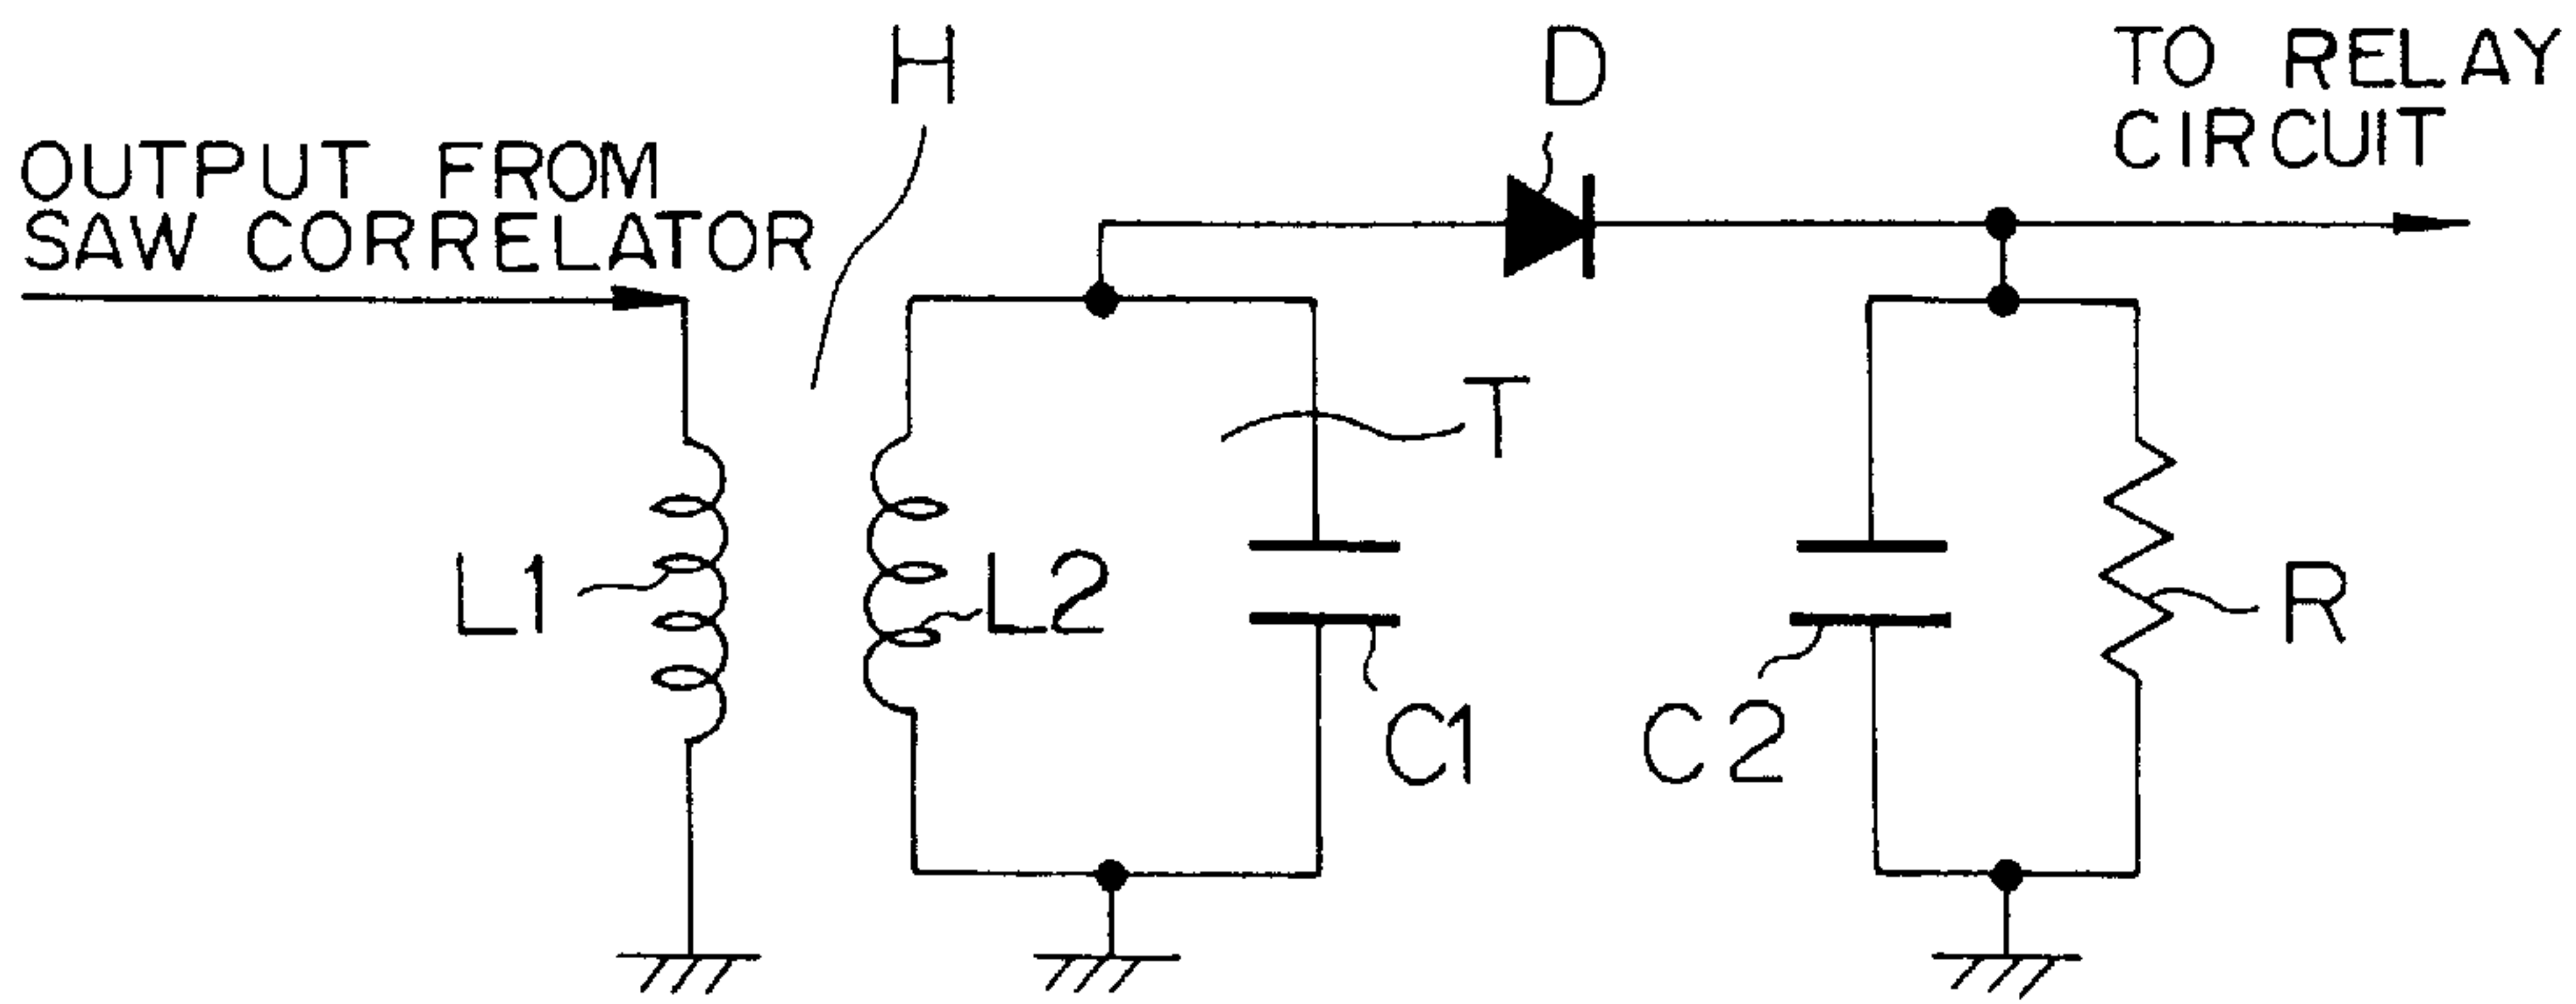 H
D
TO RELAY
CIRCUIT
OUTPUT FROM
SAW CORRELATOR
T
L1
L2
R
C1
C2